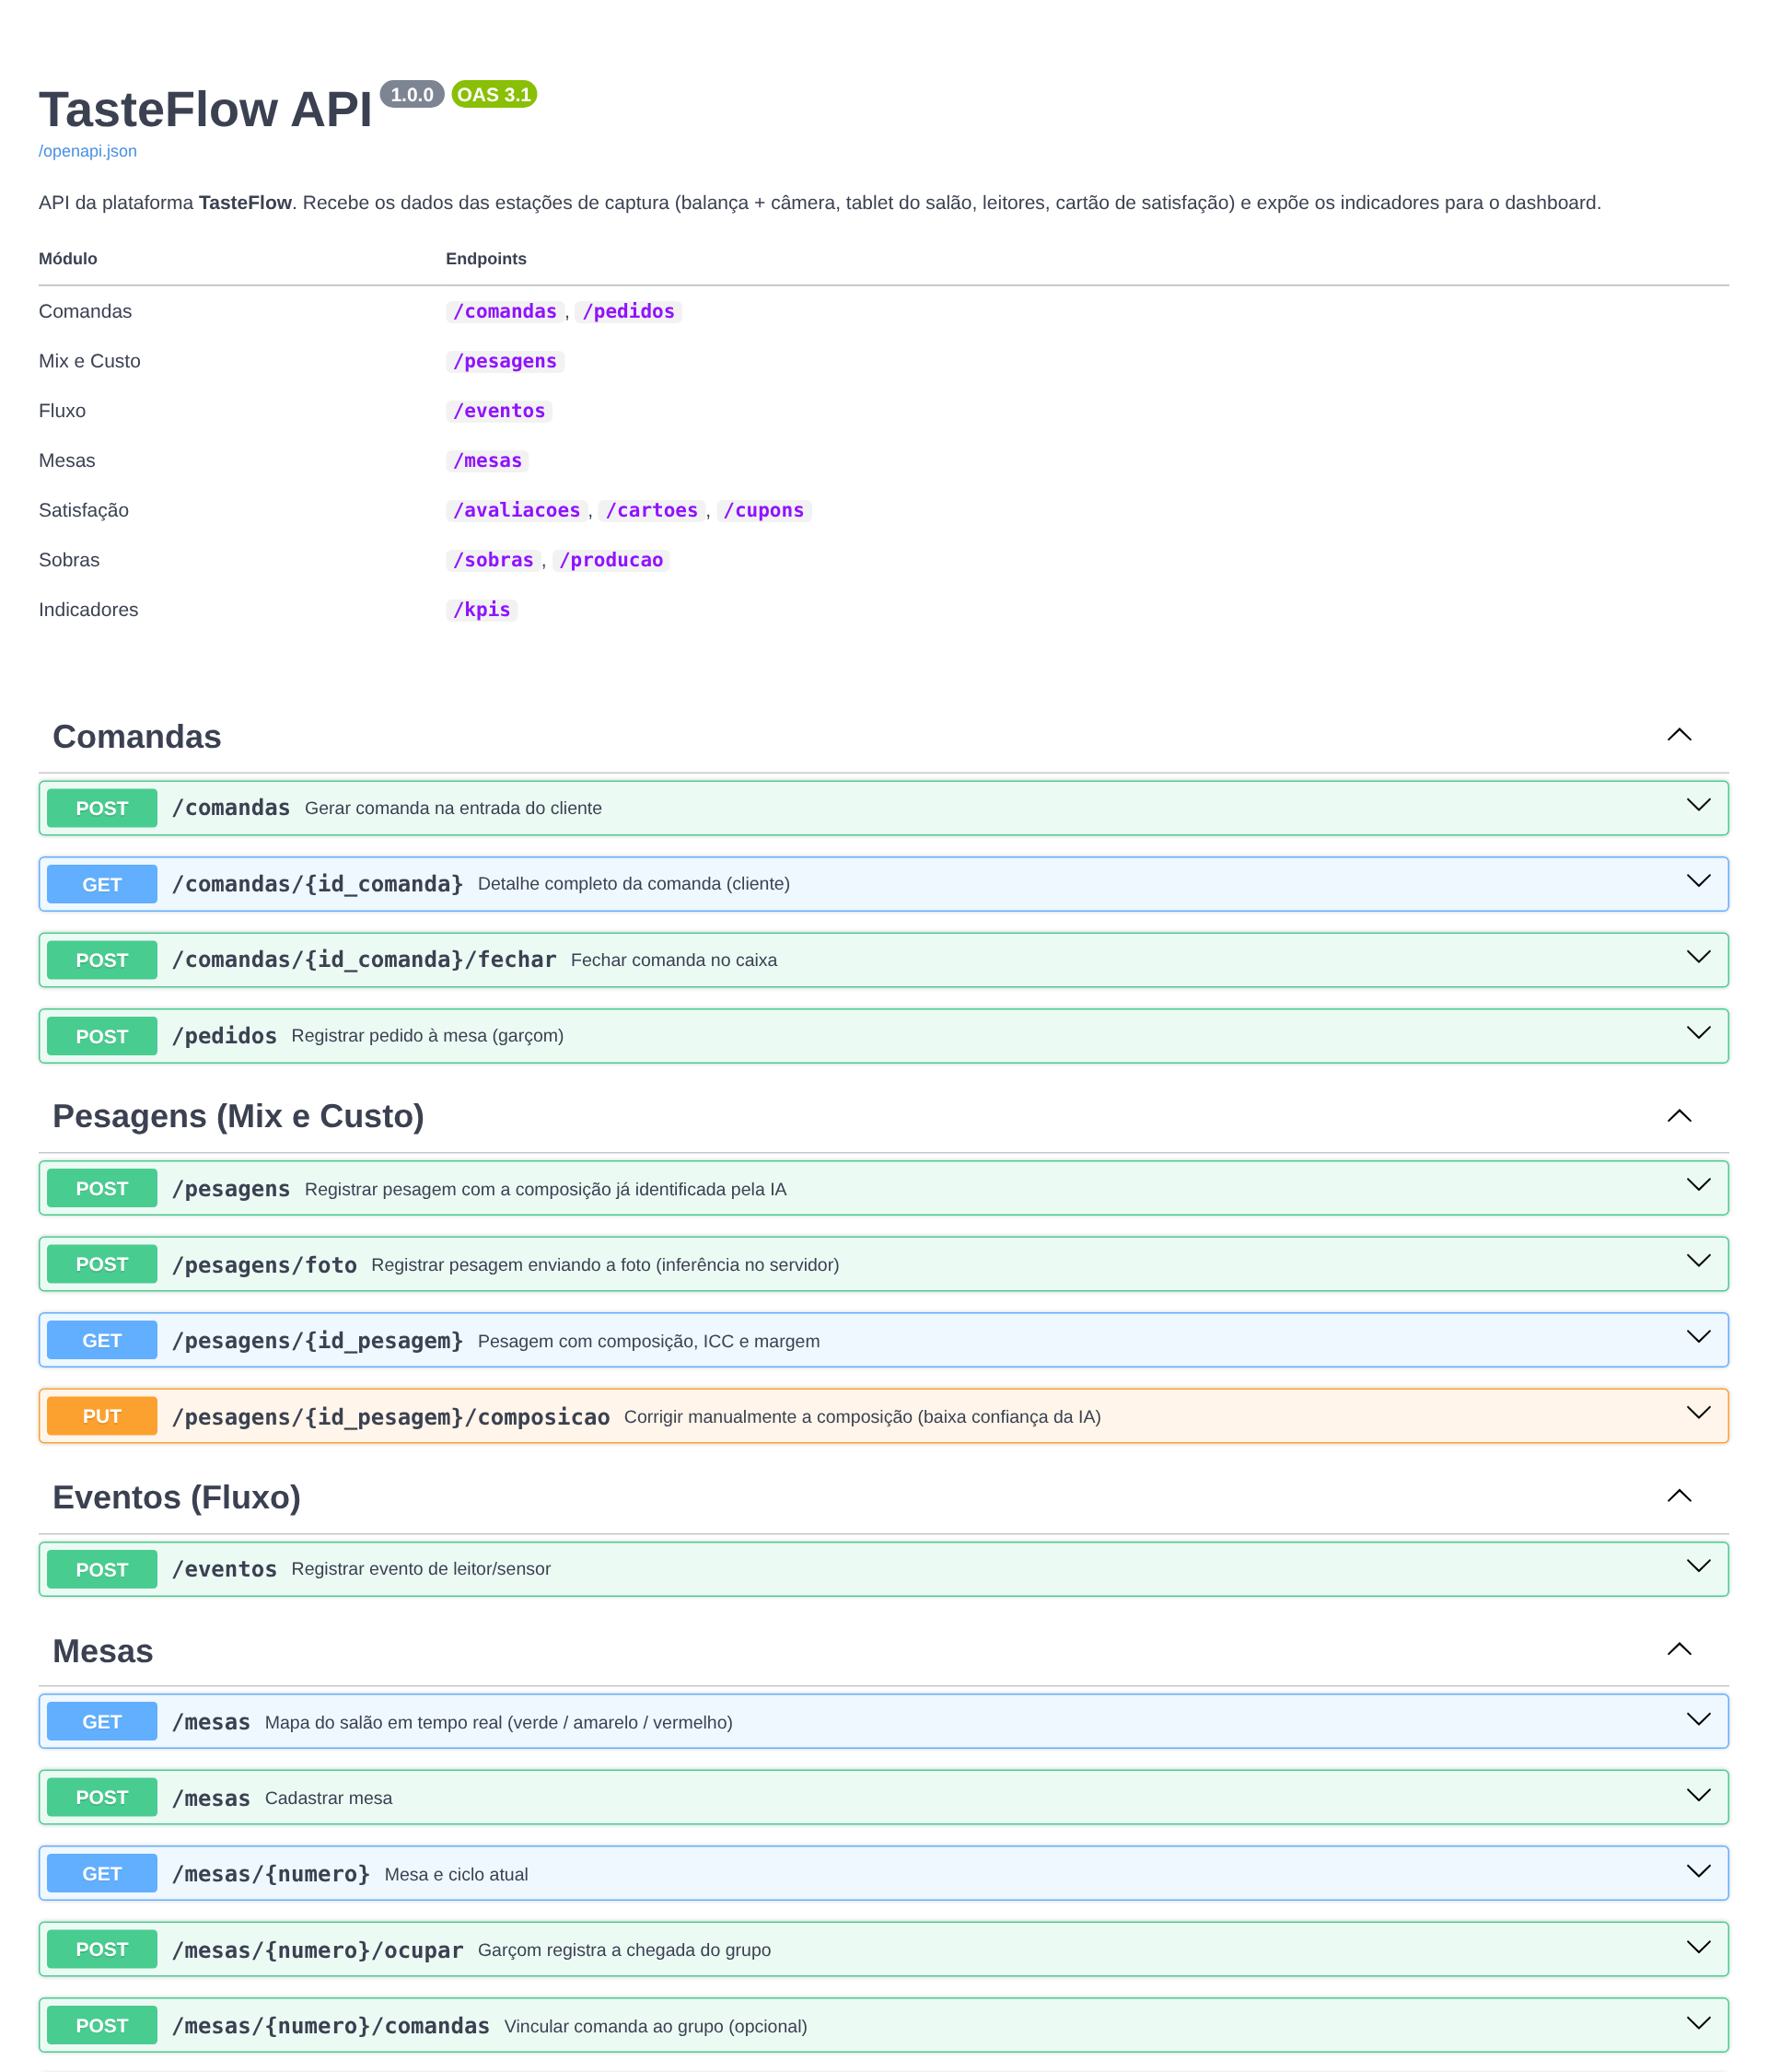 TasteFlow API 1.0.0 OAS 3.1
/openapi.json
API da plataforma TasteFlow. Recebe os dados das estações de captura (balança + câmera, tablet do salão, leitores, cartão de satisfação) e expõe os indicadores para o dashboard.
Módulo Endpoints
Comandas /comandas, /pedidos
Mix e Custo /pesagens
Fluxo /eventos
Mesas /mesas
Satisfação /avaliacoes, /cartoes, /cupons
Sobras /sobras, /producao
Indicadores /kpis
Comandas
POST /comandas Gerar comanda na entrada do cliente
GET /comandas/{id_comanda} Detalhe completo da comanda (cliente)
POST /comandas/{id_comanda}/fechar Fechar comanda no caixa
POST /pedidos Registrar pedido à mesa (garçom)
Pesagens (Mix e Custo)
POST /pesagens Registrar pesagem com a composição já identificada pela IA
POST /pesagens/foto Registrar pesagem enviando a foto (inferência no servidor)
GET /pesagens/{id_pesagem} Pesagem com composição, ICC e margem
PUT /pesagens/{id_pesagem}/composicao Corrigir manualmente a composição (baixa confiança da IA)
Eventos (Fluxo)
POST /eventos Registrar evento de leitor/sensor
Mesas
GET /mesas Mapa do salão em tempo real (verde / amarelo / vermelho)
POST /mesas Cadastrar mesa
GET /mesas/{numero} Mesa e ciclo atual
POST /mesas/{numero}/ocupar Garçom registra a chegada do grupo
POST /mesas/{numero}/comandas Vincular comanda ao grupo (opcional)